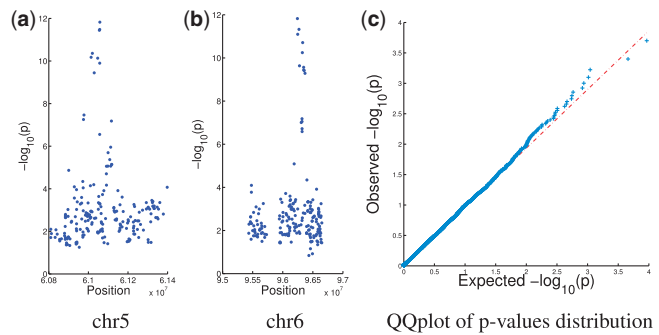 (a)
12
10
8
6
4
2
0
−log10(p)
6.08
6.1
6.12
6.14
Position
x 10^7
chr5
(b)
12
10
8
6
4
2
0
−log10(p)
9.4
9.5
9.6
9.7
Position
x 10^7
chr6
(c)
4
3.5
3
2.5
2
1.5
1
0.5
0
Observed −log10(p)
0
0.5
1
1.5
2
2.5
3
3.5
4
Expected −log10(p)
QQplot of p-values distribution